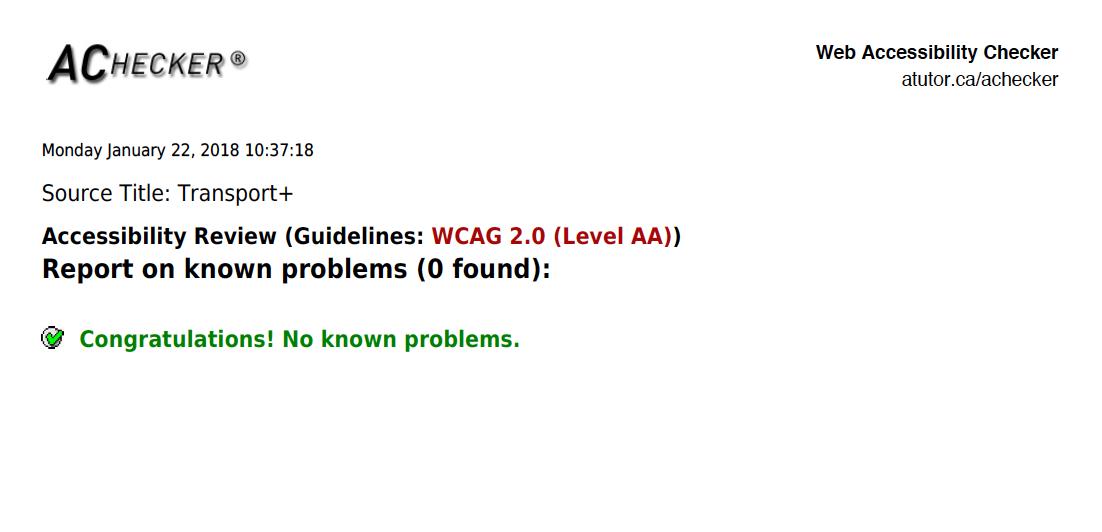 ACHECKER®
Web Accessibility Checker
atutor.ca/achecker
Monday January 22, 2018 10:37:18
Source Title: Transport+
Accessibility Review (Guidelines: WCAG 2.0 (Level AA))
Report on known problems (0 found):
Congratulations! No known problems.